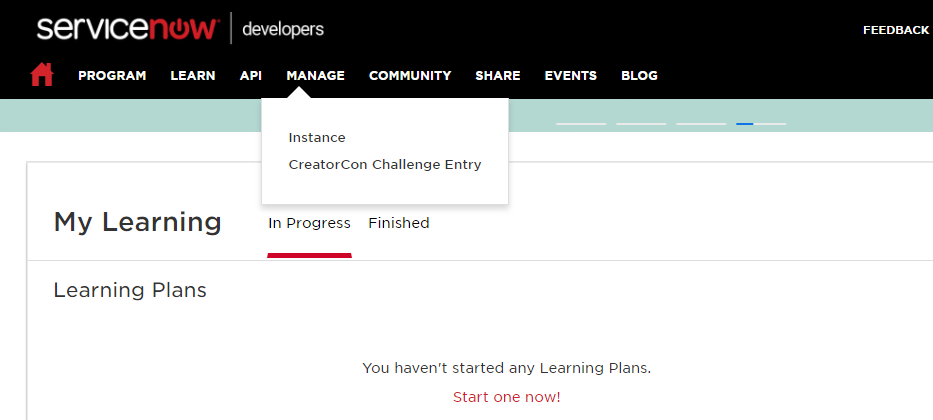 servicenow developers
FEEDBACK
PROGRAM LEARN API MANAGE COMMUNITY SHARE EVENTS BLOG
Instance
CreatorCon Challenge Entry
My Learning In Progress Finished
Learning Plans
You haven't started any Learning Plans.
Start one now!